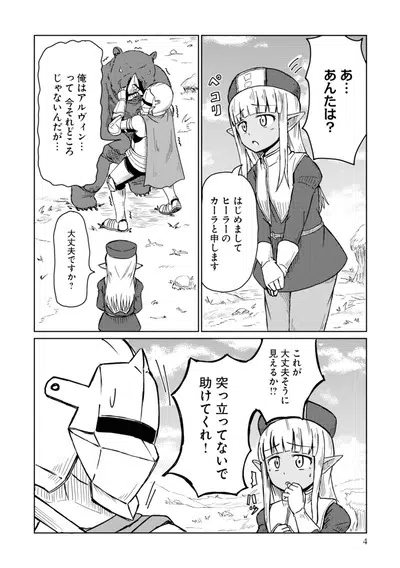 あ…
あんたは？
ペコリ
はじめまして
ヒーラーの
カーラと申します
俺はアルヴィン…
って 今それどころ
じゃないんだが…
大丈夫ですか？
これが
大丈夫そうに
見えるか!?
突っ立ってないで
助けてくれ！
4